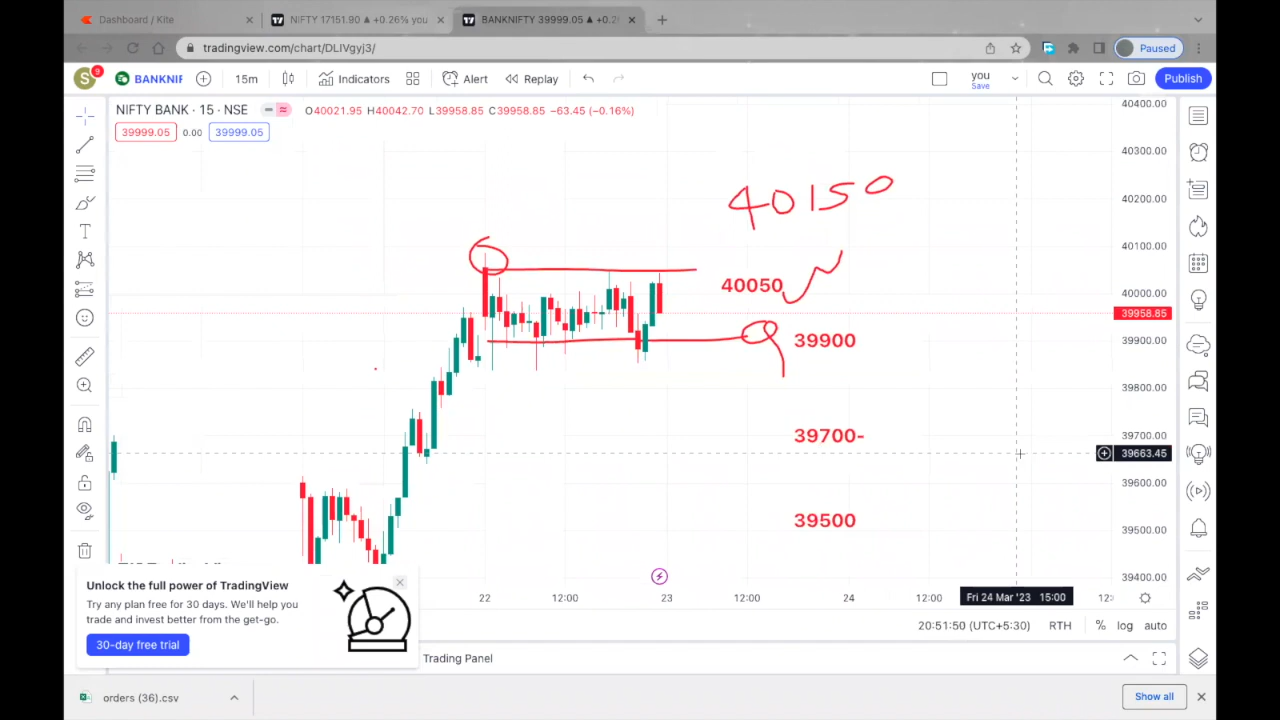 Dashboard / Kite
NIFTY 17151.90 ▲ +0.26% you
BANKNIFTY 39999.05 ▲ +0.2
tradingview.com/chart/DLIVgyj3/
Paused
S
9
BANKNIF
15m
Indicators
Alert
Replay
you
Save
Publish
NIFTY BANK · 15 · NSE
O40021.95 H40042.70 L39958.85 C39958.85 −63.45 (−0.16%)
39999.05 0.00 39999.05
40150
40050
39900
39700-
39500
40400.00
40300.00
40200.00
40100.00
40000.00
39958.85
39900.00
39800.00
39700.00
39663.45
39600.00
39500.00
39400.00
22 12:00 23 12:00 24 12:00 Fri 24 Mar '23 15:00 12:
Unlock the full power of TradingView
Try any plan free for 30 days. We'll help you
trade and invest better from the get-go.
30-day free trial
20:51:50 (UTC+5:30) RTH % log auto
Trading Panel
orders (36).csv
Show all